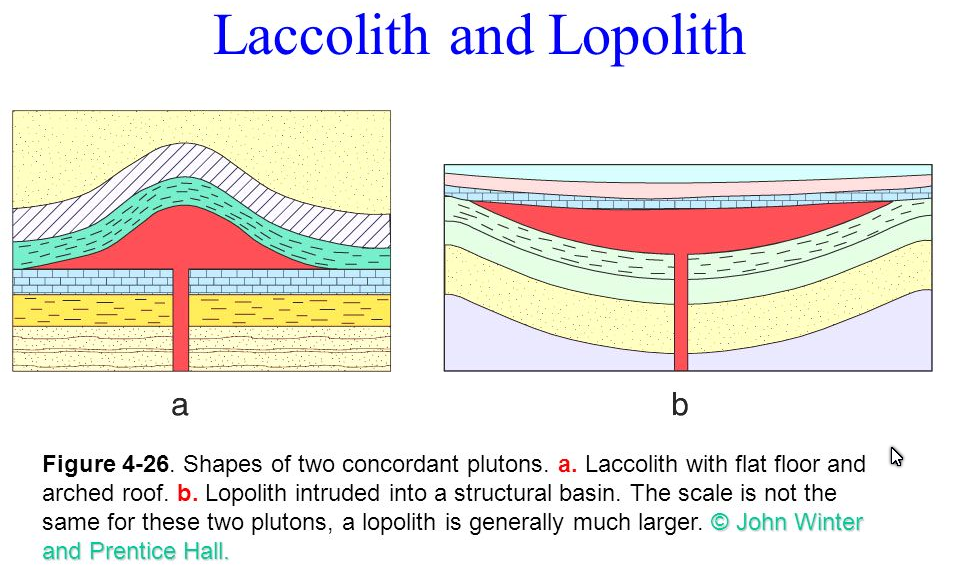 Laccolith and Lopolith
a
b
Figure 4-26. Shapes of two concordant plutons. a. Laccolith with flat floor and
arched roof. b. Lopolith intruded into a structural basin. The scale is not the
same for these two plutons, a lopolith is generally much larger. © John Winter
and Prentice Hall.